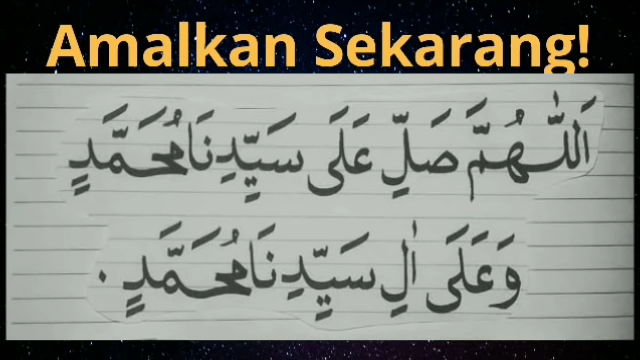 Amalkan Sekarang!
اَللّٰهُمَّ صَلِّ عَلَى سَيِّدِنَا مُحَمَّدٍ
وَعَلَى اٰلِ سَيِّدِنَا مُحَمَّدٍ .